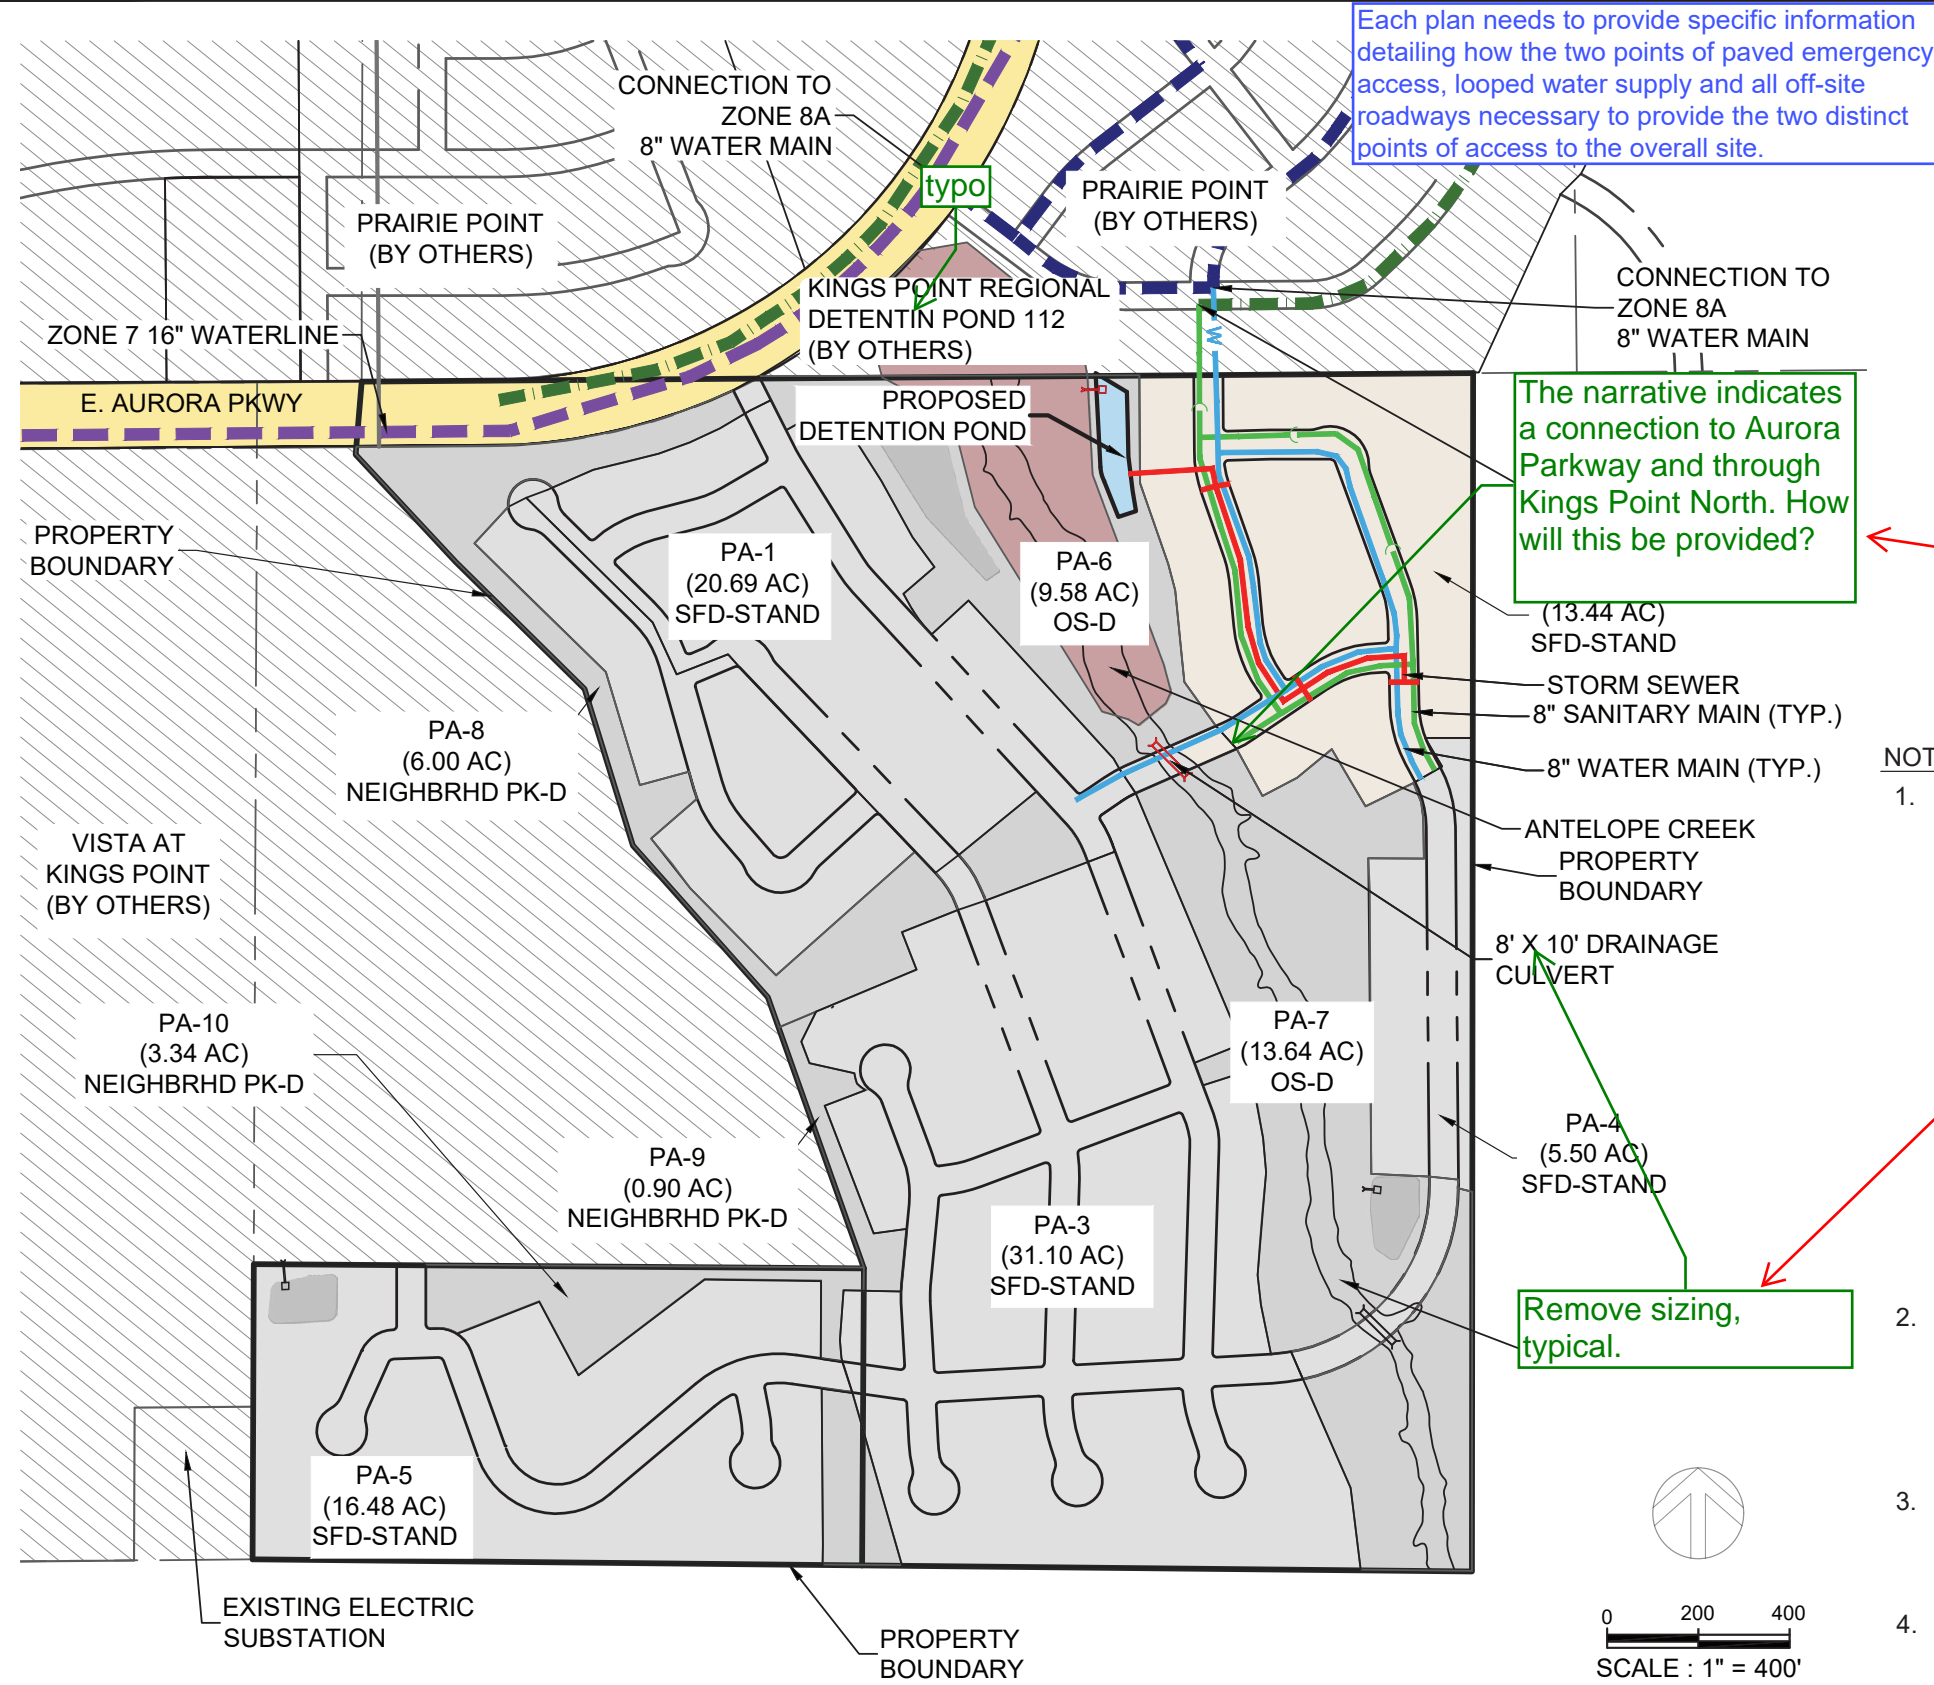 Each plan needs to provide specific information
detailing how the two points of paved emergency
access, looped water supply and all off-site
roadways necessary to provide the two distinct
points of access to the overall site.
CONNECTION TO
ZONE 8A
8" WATER MAIN
typo
PRAIRIE POINT
(BY OTHERS)
PRAIRIE POINT
(BY OTHERS)
KINGS POINT REGIONAL
DETENTIN POND 112
(BY OTHERS)
CONNECTION TO
ZONE 8A
8" WATER MAIN
ZONE 7 16" WATERLINE
W
E. AURORA PKWY
PROPOSED
DETENTION POND
The narrative indicates
a connection to Aurora
Parkway and through
Kings Point North. How
will this be provided?
PROPERTY
BOUNDARY
PA-1
(20.69 AC)
SFD-STAND
PA-6
(9.58 AC)
OS-D
(13.44 AC)
SFD-STAND
STORM SEWER
8" SANITARY MAIN (TYP.)
8" WATER MAIN (TYP.)
PA-8
(6.00 AC)
NEIGHBRHD PK-D
NOT
1.
ANTELOPE CREEK
PROPERTY
BOUNDARY
VISTA AT
KINGS POINT
(BY OTHERS)
8' X 10' DRAINAGE
CULVERT
PA-10
(3.34 AC)
NEIGHBRHD PK-D
PA-7
(13.64 AC)
OS-D
PA-4
(5.50 AC)
SFD-STAND
PA-9
(0.90 AC)
NEIGHBRHD PK-D
PA-3
(31.10 AC)
SFD-STAND
Remove sizing,
typical.
2.
PA-5
(16.48 AC)
SFD-STAND
3.
EXISTING ELECTRIC
SUBSTATION
PROPERTY
BOUNDARY
0 200 400
SCALE : 1" = 400'
4.